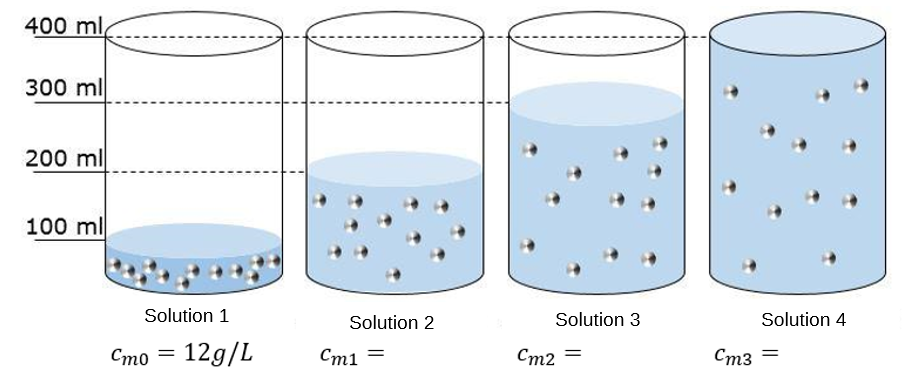 400 ml
300 ml
200 ml
100 ml
Solution 1
Solution 2
Solution 3
Solution 4
c_{m0} = 12g/L
c_{m1} =
c_{m2} =
c_{m3} =